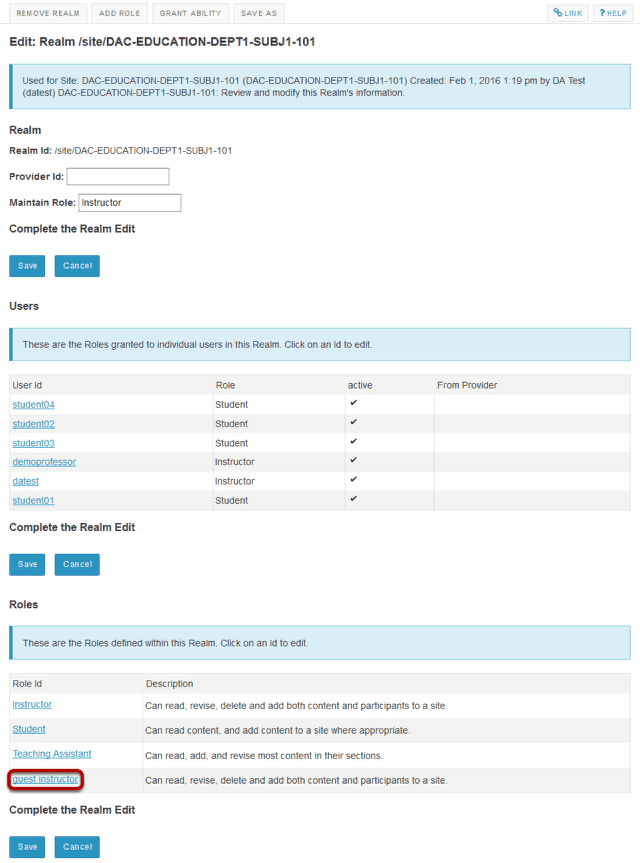 REMOVE REALM ADD ROLE GRANT ABILITY SAVE AS LINK ? HELP
Edit: Realm /site/DAC-EDUCATION-DEPT1-SUBJ1-101
Used for Site: DAC-EDUCATION-DEPT1-SUBJ1-101 (DAC-EDUCATION-DEPT1-SUBJ1-101) Created: Feb 1, 2016 1:19 pm by DA Test
(datest) DAC-EDUCATION-DEPT1-SUBJ1-101: Review and modify this Realm's information.
Realm
Realm Id: /site/DAC-EDUCATION-DEPT1-SUBJ1-101
Provider Id:
Maintain Role: Instructor
Complete the Realm Edit
Save Cancel
Users
These are the Roles granted to individual users in this Realm. Click on an Id to edit.
User Id Role active From Provider
student04 Student ✔
student02 Student ✔
student03 Student ✔
demoprofessor Instructor ✔
datest Instructor ✔
student01 Student ✔
Complete the Realm Edit
Save Cancel
Roles
These are the Roles defined within this Realm. Click on an Id to edit.
Role Id Description
Instructor Can read, revise, delete and add both content and participants to a site.
Student Can read content, and add content to a site where appropriate.
Teaching Assistant Can read, add, and revise most content in their sections.
guest instructor Can read, revise, delete and add both content and participants to a site.
Complete the Realm Edit
Save Cancel